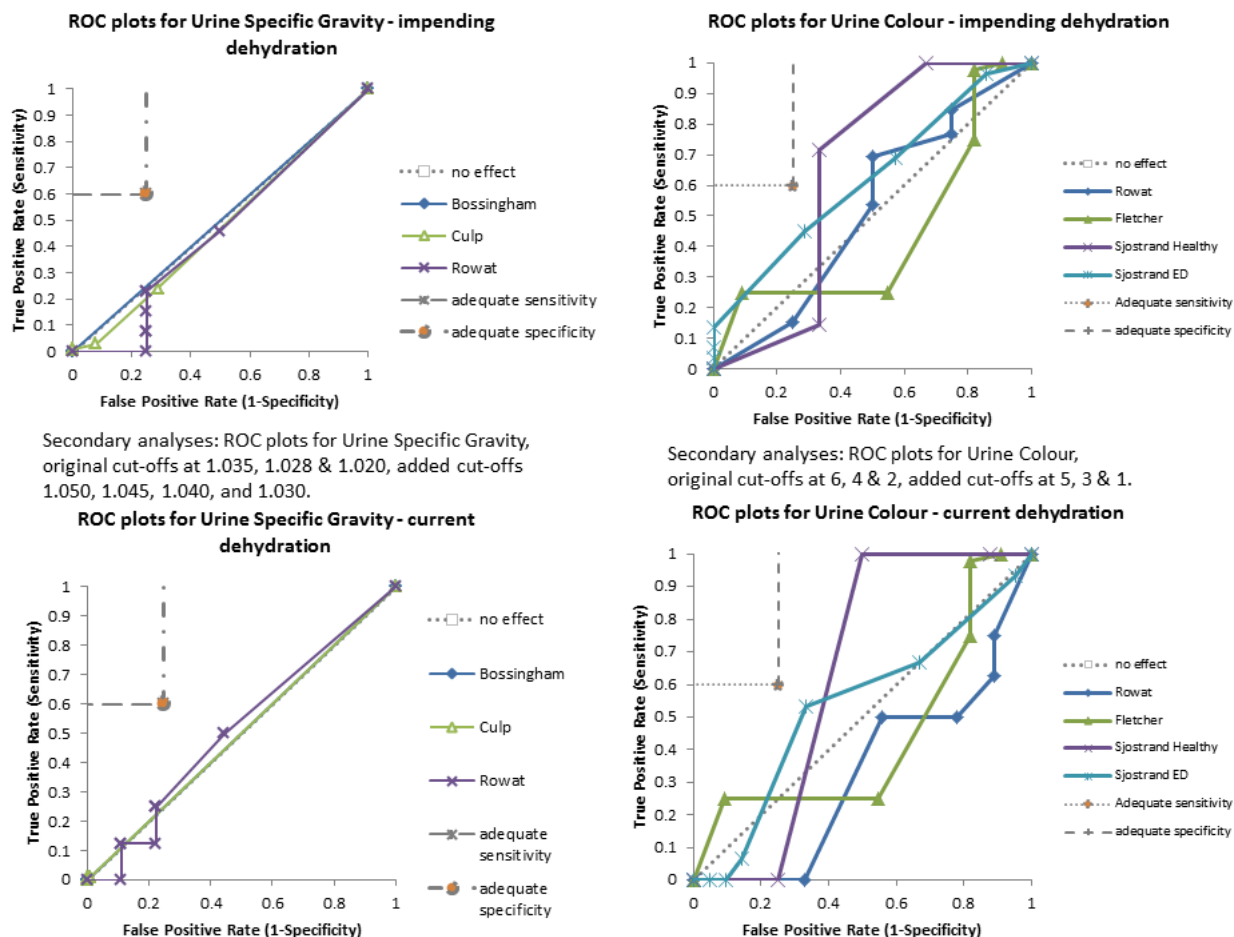 ROC plots for Urine Specific Gravity - impending
dehydration
True Positive Rate (Sensitivity)
1
0.9
0.8
0.7
0.6
0.5
0.4
0.3
0.2
0.1
0
0 0.2 0.4 0.6 0.8 1
False Positive Rate (1-Specificity)
no effect
Bossingham
Culp
Rowat
adequate sensitivity
adequate specificity
Secondary analyses: ROC plots for Urine Specific Gravity,
original cut-offs at 1.035, 1.028 & 1.020, added cut-offs
1.050, 1.045, 1.040, and 1.030.
ROC plots for Urine Colour - impending dehydration
True Positive Rate (Sensitivity)
1
0.9
0.8
0.7
0.6
0.5
0.4
0.3
0.2
0.1
0
0 0.2 0.4 0.6 0.8 1
False Positive Rate (1-Specificity)
no effect
Rowat
Fletcher
Sjostrand Healthy
Sjostrand ED
Adequate sensitivity
adequate specificity
Secondary analyses: ROC plots for Urine Colour,
original cut-offs at 6, 4 & 2, added cut-offs at 5, 3 & 1.
ROC plots for Urine Specific Gravity - current
dehydration
True Positive Rate (Sensitivity)
1
0.9
0.8
0.7
0.6
0.5
0.4
0.3
0.2
0.1
0
0 0.2 0.4 0.6 0.8 1
False Positive Rate (1-Specificity)
no effect
Bossingham
Culp
Rowat
adequate
sensitivity
adequate
specificity
ROC plots for Urine Colour - current dehydration
True Positive Rate (Sensitivity)
1
0.9
0.8
0.7
0.6
0.5
0.4
0.3
0.2
0.1
0
0 0.2 0.4 0.6 0.8 1
False Positive Rate (1-Specificity)
no effect
Rowat
Fletcher
Sjostrand Healthy
Sjostrand ED
Adequate sensitivity
adequate specificity